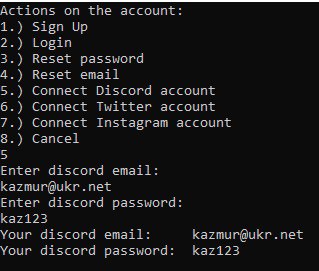 Actions on the account:
1.) Sign Up
2.) Login
3.) Reset password
4.) Reset email
5.) Connect Discord account
6.) Connect Twitter account
7.) Connect Instagram account
8.) Cancel
5
Enter discord email:
kazmur@ukr.net
Enter discord password:
kaz123
Your discord email: kazmur@ukr.net
Your discord password: kaz123